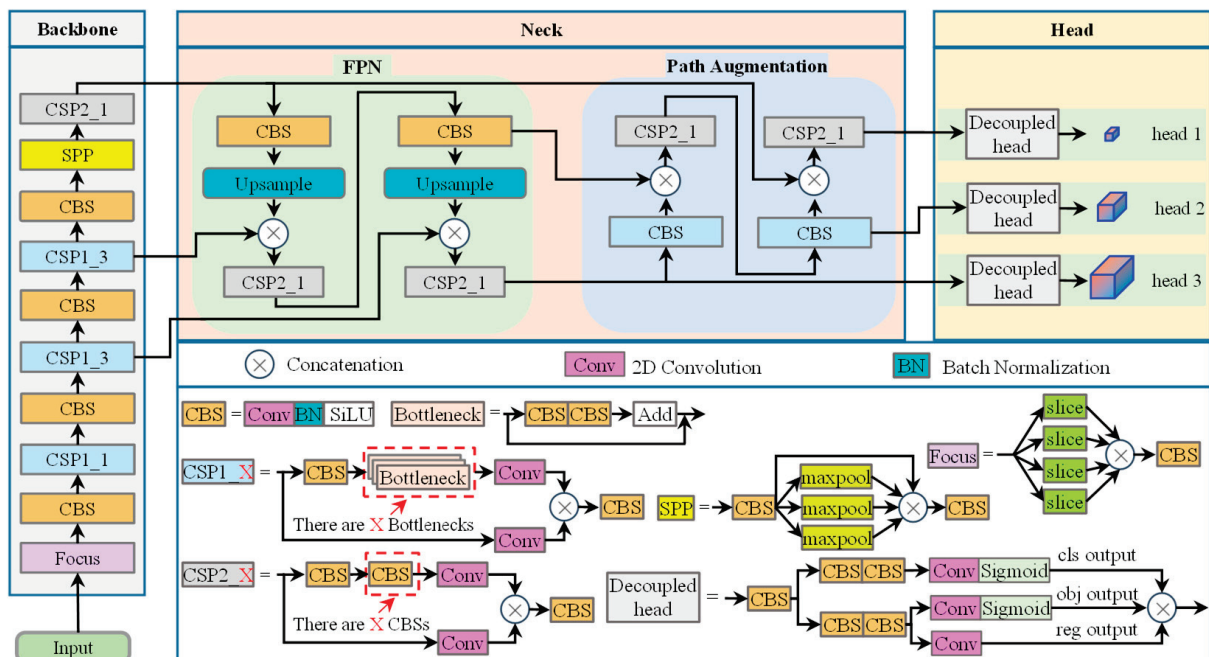 Backbone
CSP2_1
SPP
CBS
CSP1_3
CBS
CSP1_3
CBS
CSP1_1
CBS
Focus
Input
Neck
FPN
CBS
CBS
Upsample
Upsample
CSP2_1
CSP2_1
Path Augmentation
CSP2_1
CSP2_1
CBS
CBS
Head
Decoupled
head
head 1
Decoupled
head
head 2
Decoupled
head
head 3
Concatenation
Conv 2D Convolution
BN Batch Normalization
CBS = Conv BN SiLU
Bottleneck = CBS CBS Add
CSP1_X = CBS Bottleneck Conv
Conv
CBS
There are X Bottlenecks
SPP = CBS
maxpool
maxpool
maxpool
CBS
Focus =
slice
slice
slice
slice
CBS
CSP2_X = CBS CBS Conv
Conv
CBS
There are X CBSs
Decoupled
head
= CBS
CBS CBS Conv Sigmoid
cls output
CBS CBS Conv Sigmoid
obj output
Conv
reg output